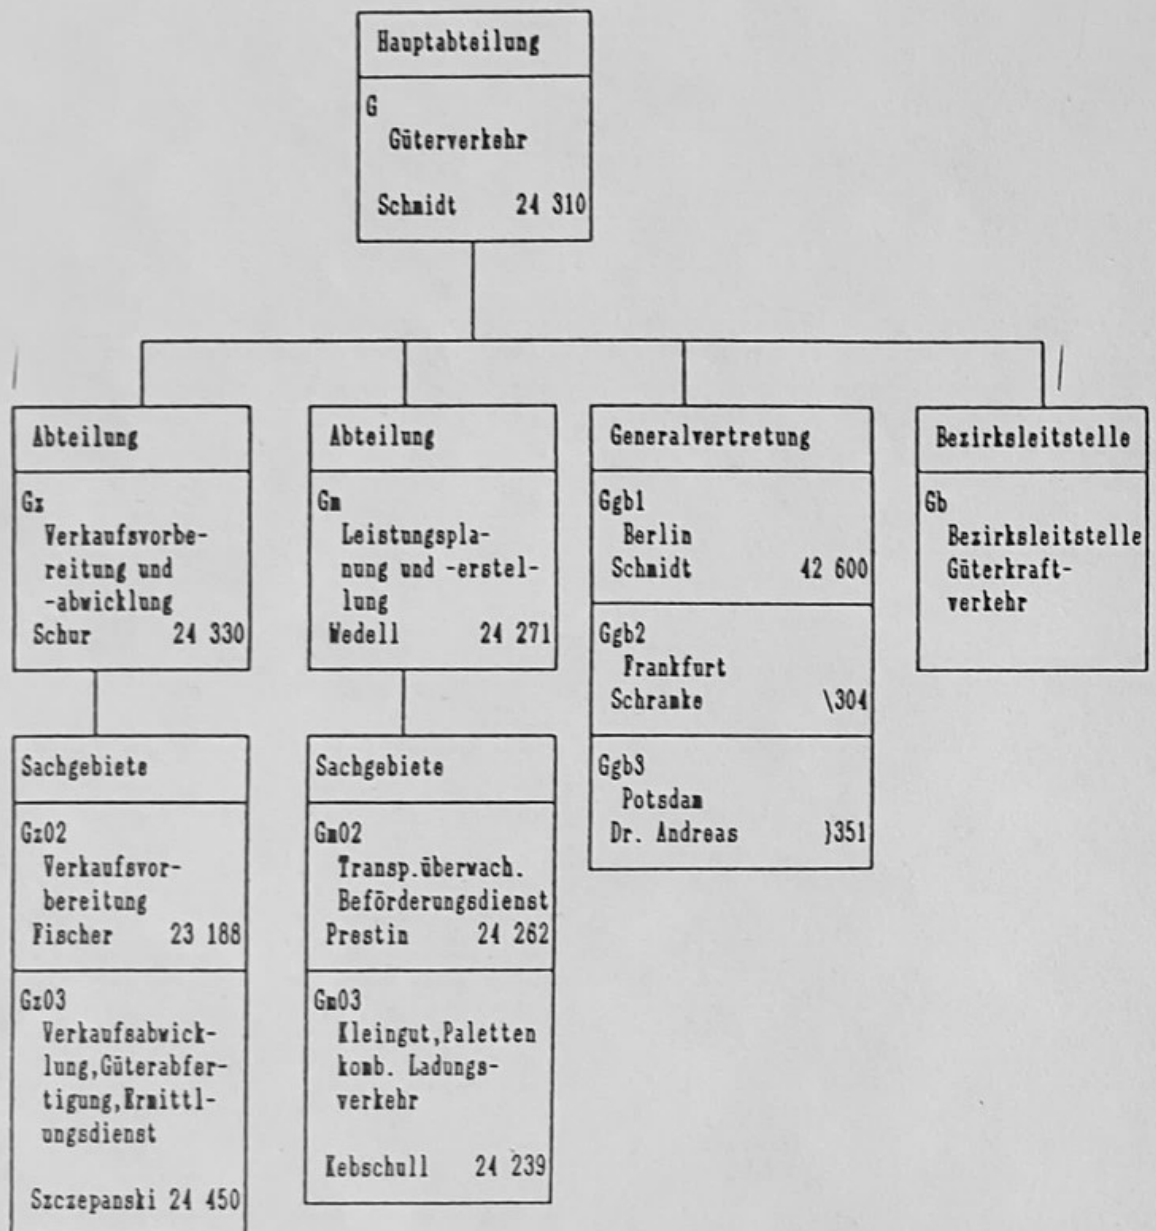 Hauptabteilung
G
Güterverkehr
Schmidt 24 310
Abteilung
Gz
Verkaufsvorbe-
reitung und
-abwicklung
Schur 24 330
Sachgebiete
Gz02
Verkaufsvor-
bereitung
Fischer 23 188
Gz03
Verkaufsabwick-
lung,Güterabfer-
tigung,Ermittl-
ungsdienst
Szczepanski 24 450
Abteilung
Gm
Leistungspla-
nung und -erstel-
lung
Wedell 24 271
Sachgebiete
Gm02
Transp.überwach.
Beförderungsdienst
Prestin 24 262
Gm03
Kleingut,Paletten
komb. Ladungs-
verkehr
Kebschull 24 239
Generalvertretung
Ggb1
Berlin
Schmidt 42 600
Ggb2
Frankfurt
Schramke \304
Ggb3
Potsdam
Dr. Andreas }351
Bezirksleitstelle
Gb
Bezirksleitstelle
Güterkraft-
verkehr